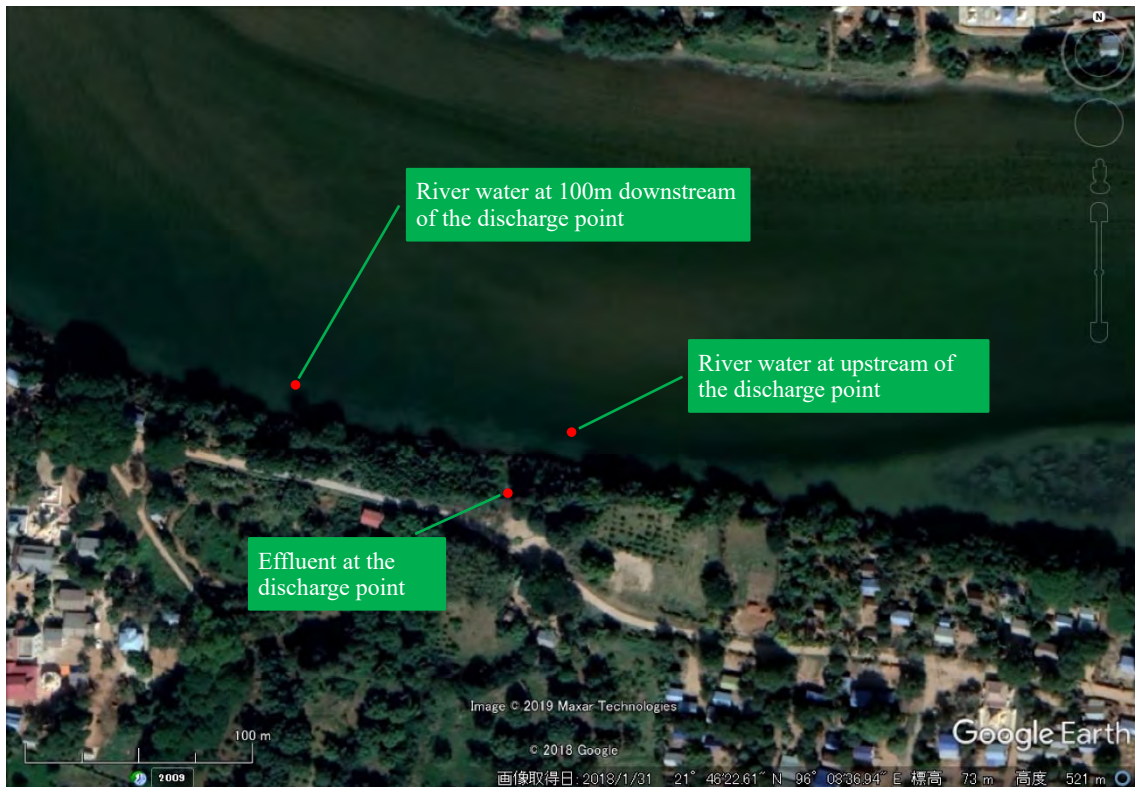 N
River water at 100m downstream
of the discharge point
River water at upstream of
the discharge point
Effluent at the
discharge point
Image © 2019 Maxar Technologies
© 2018 Google
Google Earth
100 m
2009
画像取得日: 2018/1/31 21° 46'22.61" N 96° 08'36.94" E 標高 73 m 高度 521 m